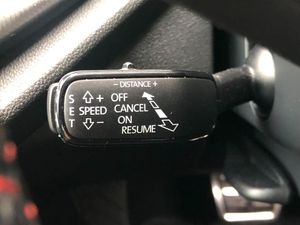 - DISTANCE +
S + OFF
E SPEED CANCEL
T - ON
RESUME